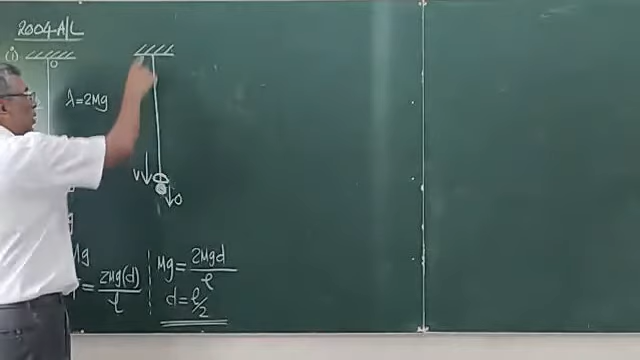 2004-A/L
(i)
O
λ=2Mg
V
O
g
Mg
= 2Mg(d)
l
Mg = 2Mgd
l
d = l/2